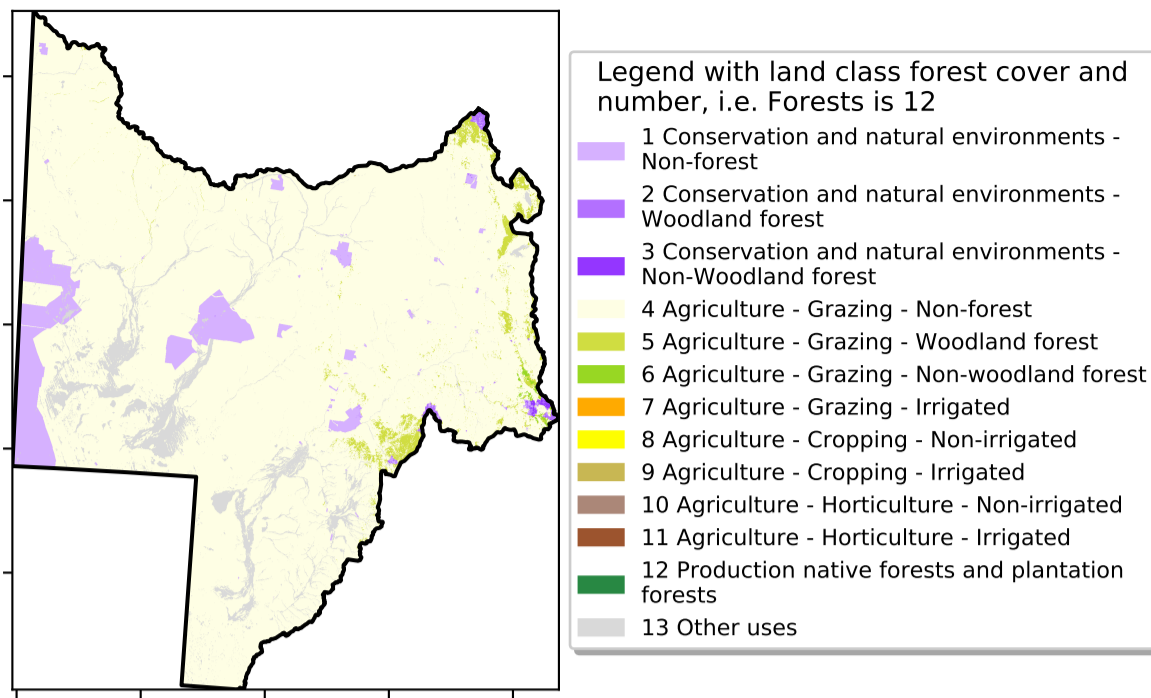 Legend with land class forest cover and
number, i.e. Forests is 12
1 Conservation and natural environments -
Non-forest
2 Conservation and natural environments -
Woodland forest
3 Conservation and natural environments -
Non-Woodland forest
4 Agriculture - Grazing - Non-forest
5 Agriculture - Grazing - Woodland forest
6 Agriculture - Grazing - Non-woodland forest
7 Agriculture - Grazing - Irrigated
8 Agriculture - Cropping - Non-irrigated
9 Agriculture - Cropping - Irrigated
10 Agriculture - Horticulture - Non-irrigated
11 Agriculture - Horticulture - Irrigated
12 Production native forests and plantation
forests
13 Other uses